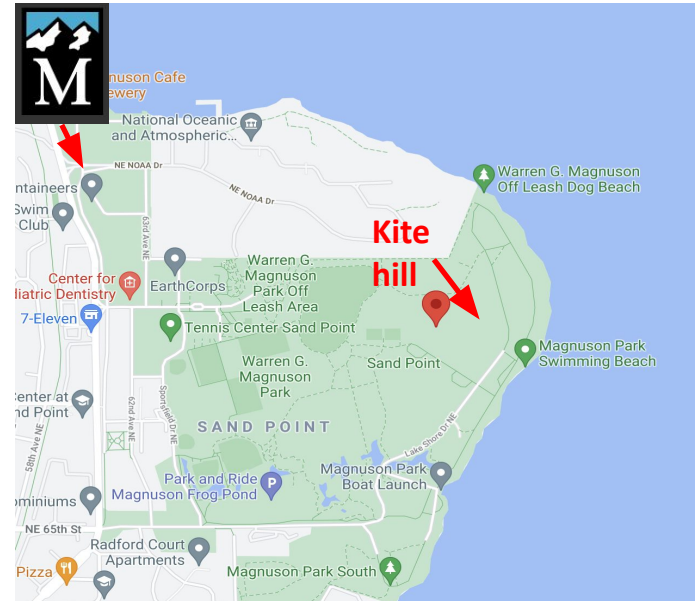 M
nuson Cafe
ewery
National Oceanic
and Atmospheric...
NE NOAA Dr
NE NOAA Dr
ntaineers
Swim
Club
63rd Ave NE
Warren G. Magnuson
Off Leash Dog Beach
Kite
hill
Center for
diatric Dentistry
EarthCorps
Warren G.
Magnuson
Park Off
Leash Area
7-Eleven
Tennis Center Sand Point
Magnuson Park
Swimming Beach
Sand Point
Warren G.
Magnuson
Park
Center at
nd Point
62nd Ave NE
Sportsfield Dr NE
58th Ave NE
SAND POINT
Lake Shore Dr NE
Park and Ride
Magnuson Frog Pond
P
Magnuson Park
Boat Launch
ominiums
NE 65th St
Radford Court
Apartments
Pizza
Magnuson Park South